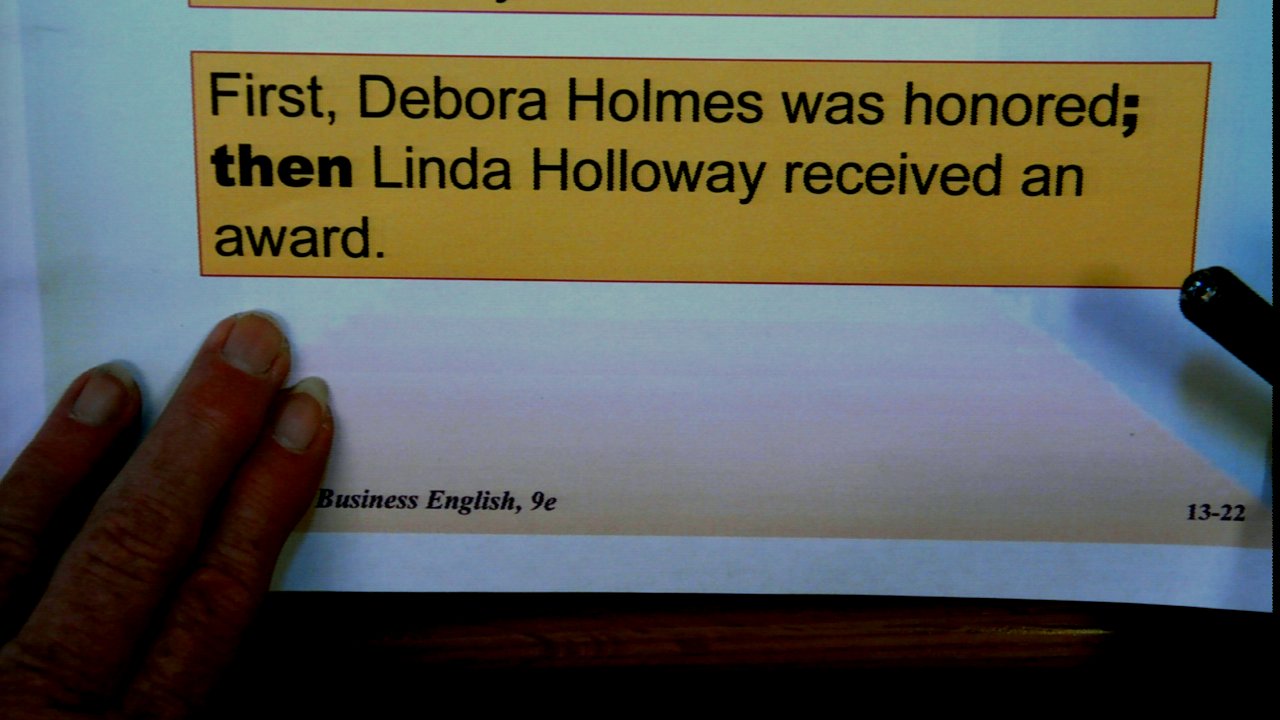 First, Debora Holmes was honored;
then Linda Holloway received an
award.
Business English, 9e
13-22